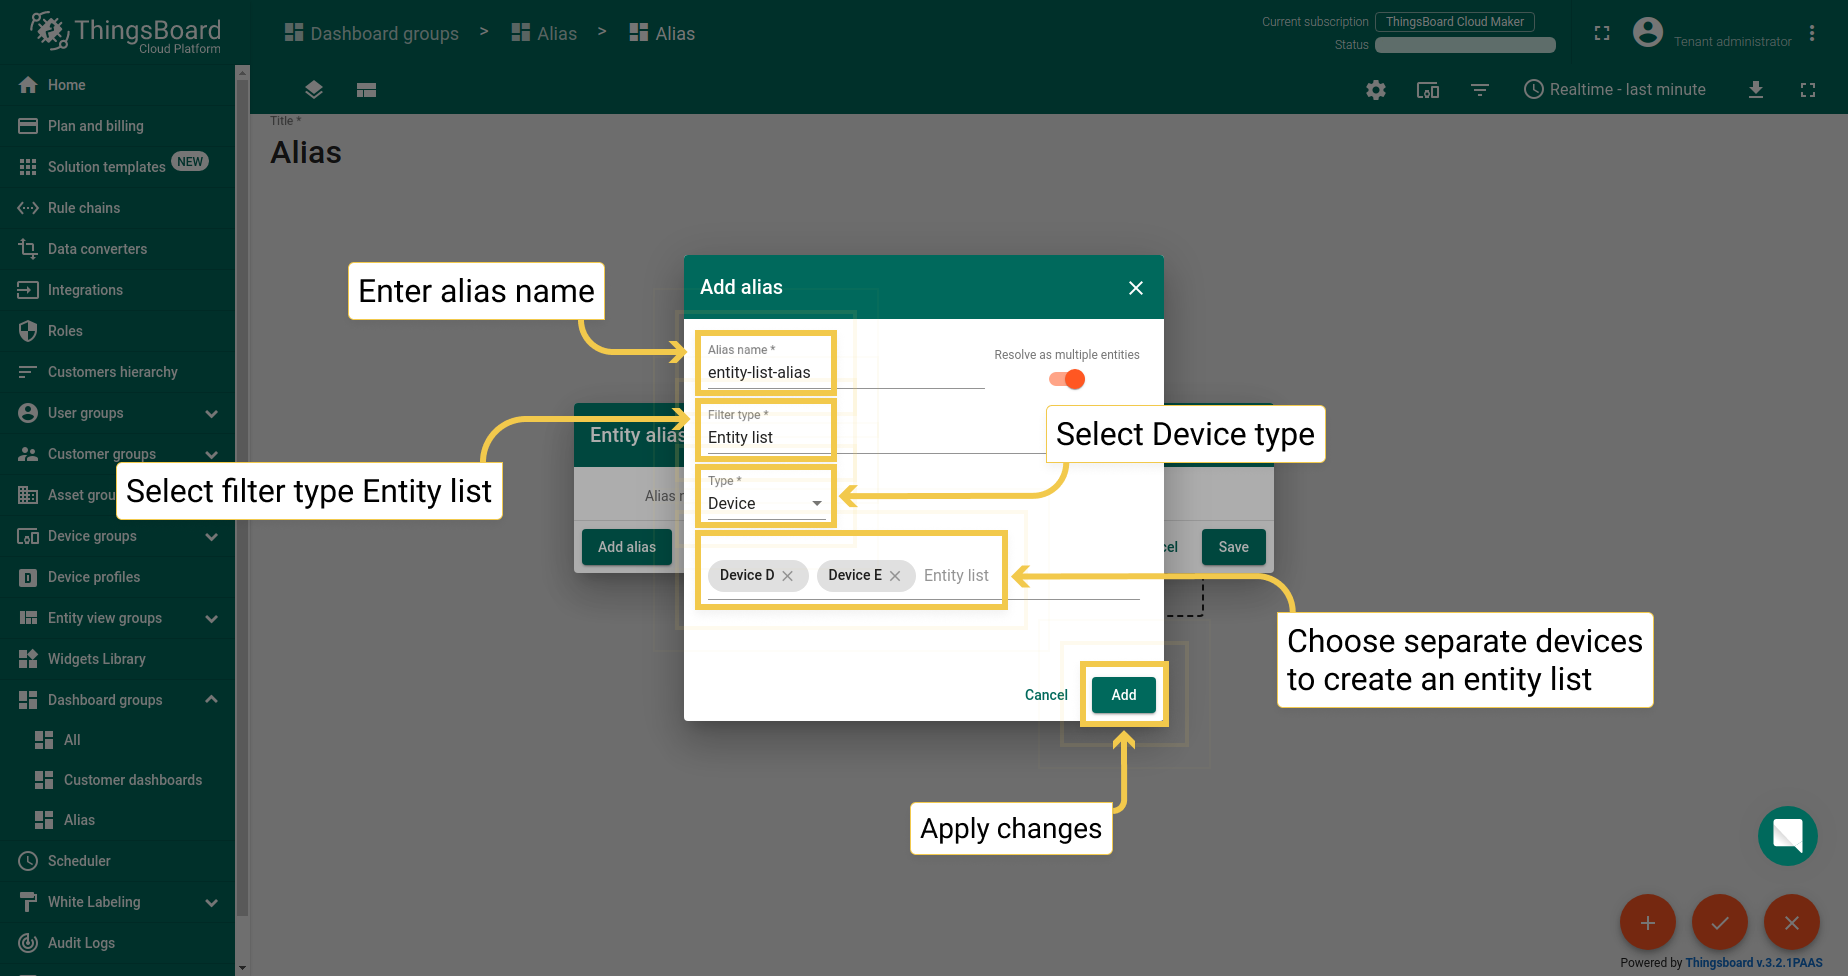 ThingsBoard
Cloud Platform
Dashboard groups > Alias > Alias
Current subscription ThingsBoard Cloud Maker
Status
Tenant administrator
Realtime - last minute
Home
Plan and billing
Solution templates NEW
Rule chains
Data converters
Integrations
Roles
Customers hierarchy
User groups
Customer groups
Asset grou
Device groups
Device profiles
Entity view groups
Widgets Library
Dashboard groups
All
Customer dashboards
Alias
Scheduler
White Labeling
Audit Logs
Title *
Alias
Enter alias name
Select filter type Entity list
Entity alias
Alias n
Add alias
cel
Save
Add alias
Alias name *
entity-list-alias
Resolve as multiple entities
Filter type *
Entity list
Select Device type
Type *
Device
Device D
Device E
Entity list
Choose separate devices
to create an entity list
Cancel
Add
Apply changes
Powered by Thingsboard v.3.2.1PAAS